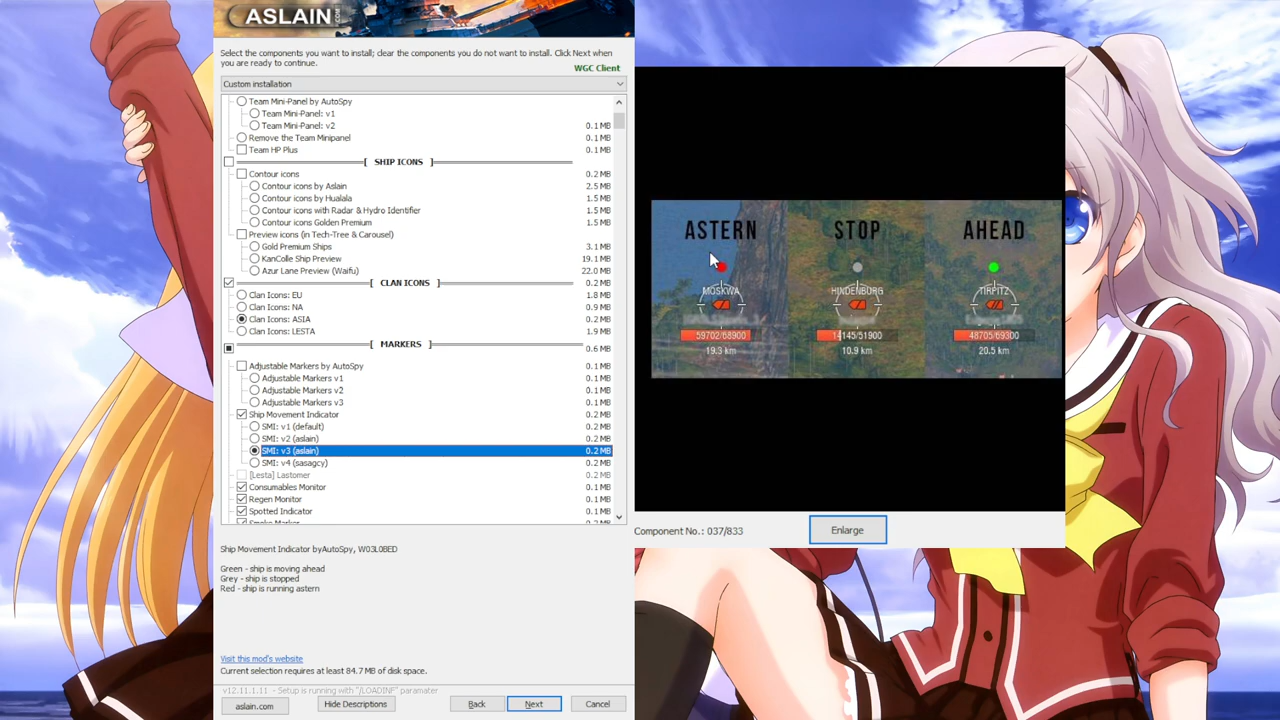 ASLAIN.COM
Select the components you want to install; clear the components you do not want to install. Click Next when
you are ready to continue.
WGC Client
Custom installation
Team Mini-Panel by AutoSpy
Team Mini-Panel: v1
Team Mini-Panel: v2 0.1 MB
Remove the Team Minipanel 0.1 MB
Team HP Plus 0.1 MB
[ SHIP ICONS ]
Contour icons 0.2 MB
Contour icons by Aslain 2.5 MB
Contour icons by Hualala 1.5 MB
Contour icons with Radar & Hydro Identifier 1.5 MB
Contour icons Golden Premium 1.5 MB
Preview icons (in Tech-Tree & Carousel)
Gold Premium Ships 3.1 MB
KanColle Ship Preview 19.1 MB
Azur Lane Preview (Waifu) 22.0 MB
[ CLAN ICONS ] 0.2 MB
Clan Icons: EU 1.8 MB
Clan Icons: NA 0.9 MB
Clan Icons: ASIA 0.2 MB
Clan Icons: LESTA 1.9 MB
[ MARKERS ] 0.6 MB
Adjustable Markers by AutoSpy 0.1 MB
Adjustable Markers v1 0.1 MB
Adjustable Markers v2 0.1 MB
Adjustable Markers v3 0.1 MB
Ship Movement Indicator 0.2 MB
SMI: v1 (default) 0.2 MB
SMI: v2 (aslain) 0.2 MB
SMI: v3 (aslain) 0.2 MB
SMI: v4 (sasagcy) 0.2 MB
[Lesta] Lastomer 0.2 MB
Consumables Monitor 0.1 MB
Regen Monitor 0.1 MB
Spotted Indicator 0.1 MB
Smoke Marker 0.2 MB
Ship Movement Indicator byAutoSpy, W03L0BED
Green - ship is moving ahead
Grey - ship is stopped
Red - ship is running astern
Visit this mod's website
Current selection requires at least 84.7 MB of disk space.
v12.11.1.11 - Setup is running with "/LOADINF" paramater
aslain.com Hide Descriptions Back Next Cancel
ASTERN STOP AHEAD
MOSKWA HINDENBURG TIRPITZ
59702/68900 14145/51900 48705/69300
19.3 km 10.9 km 20.5 km
Component No.: 037/833 Enlarge